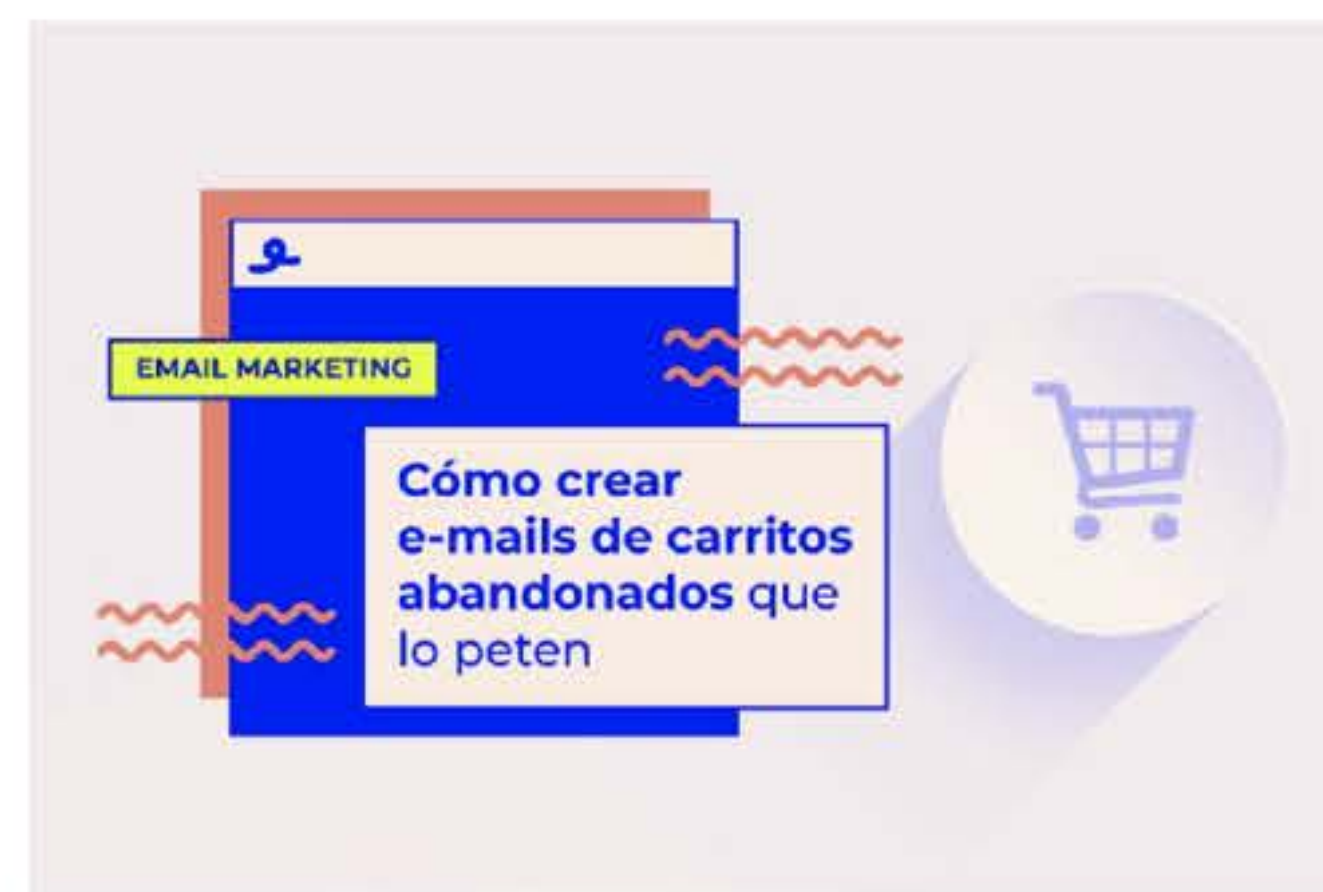 EMAIL MARKETING
Cómo crear
e-mails de carritos
abandonados que
lo peten